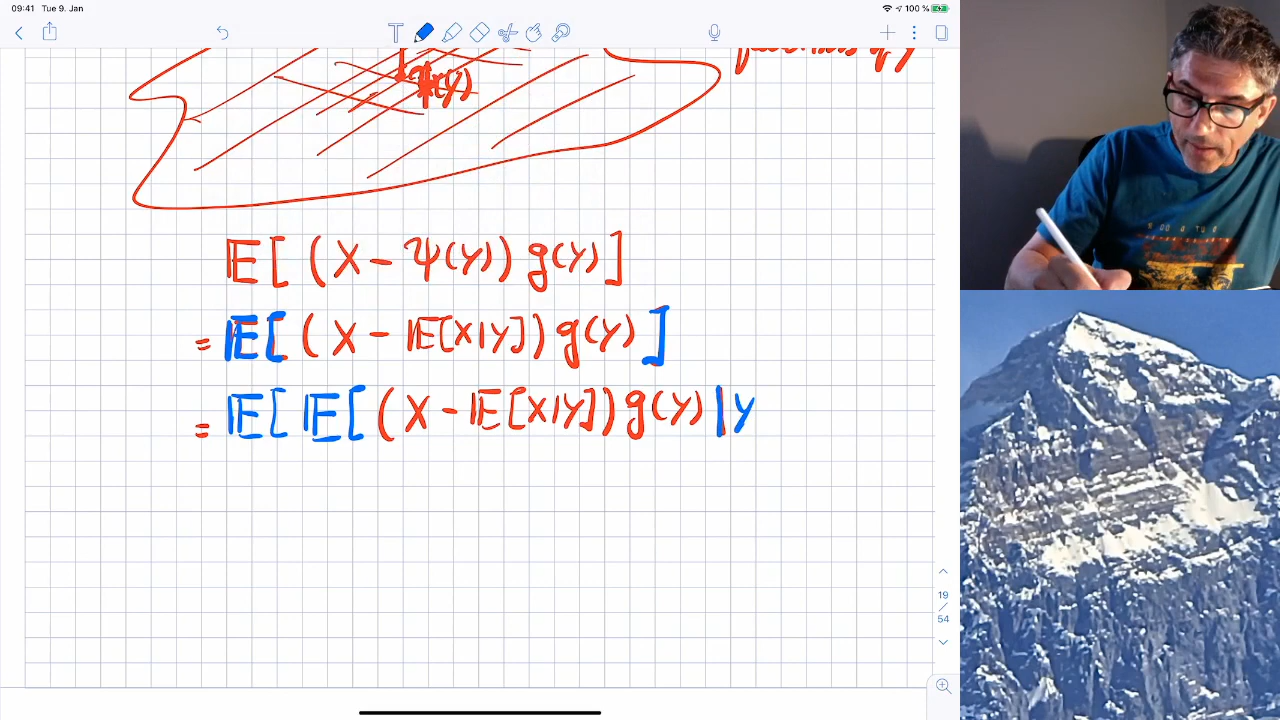 09:41 Tue 9. Jan 100 %
𝔼[(X − ψ(Y)) g(Y)]
= 𝔼[(X − 𝔼[X|Y]) g(Y)]
= 𝔼[𝔼[(X − 𝔼[X|Y]) g(Y) | Y
19
/
54